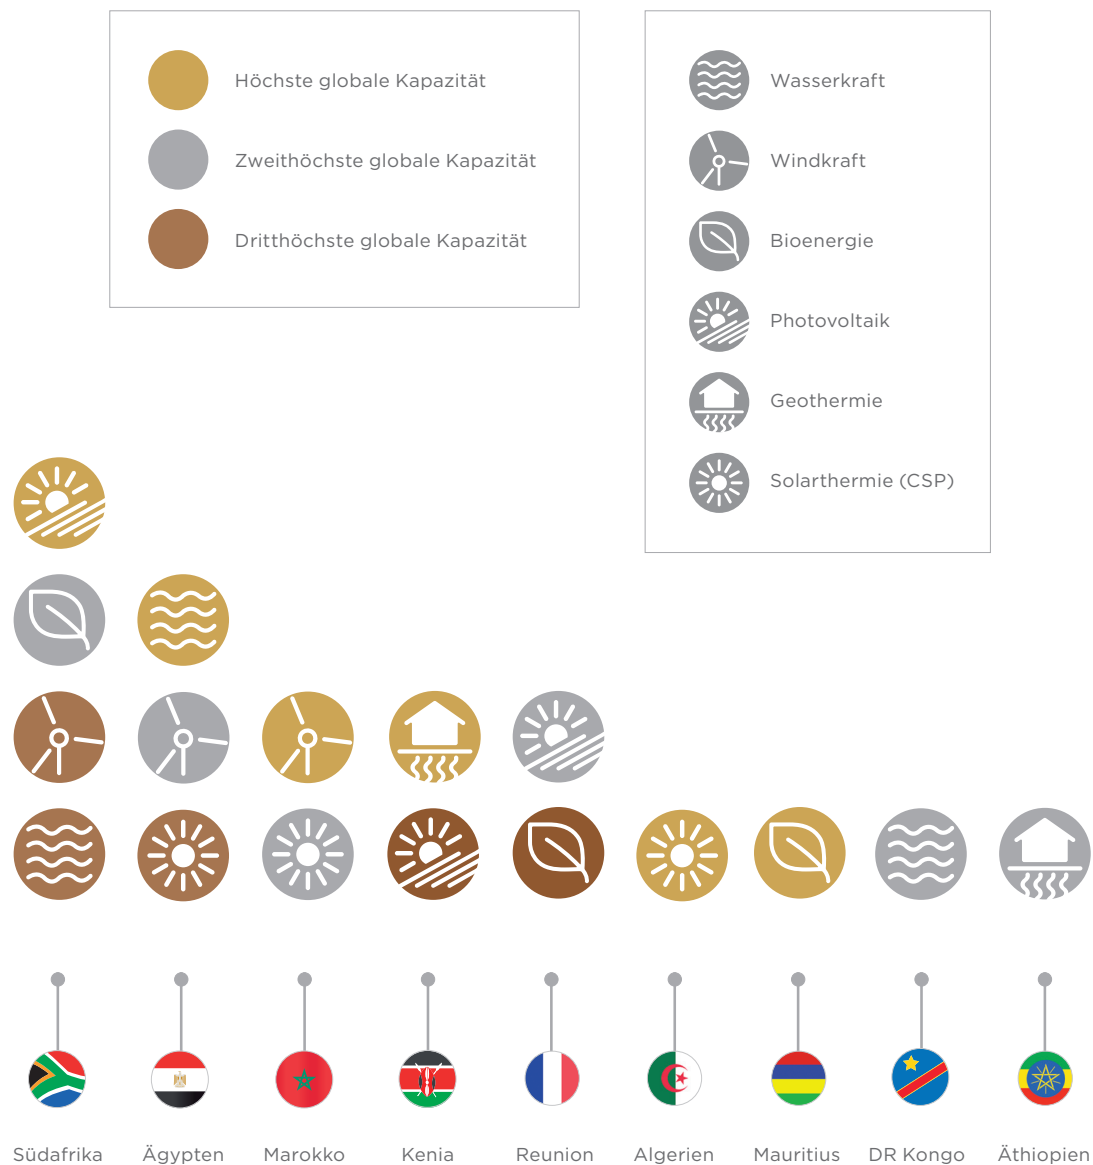 Höchste globale Kapazität
Zweithöchste globale Kapazität
Dritthöchste globale Kapazität
Wasserkraft
Windkraft
Bioenergie
Photovoltaik
Geothermie
Solarthermie (CSP)
Südafrika
Ägypten
Marokko
Kenia
Reunion
Algerien
Mauritius
DR Kongo
Äthiopien